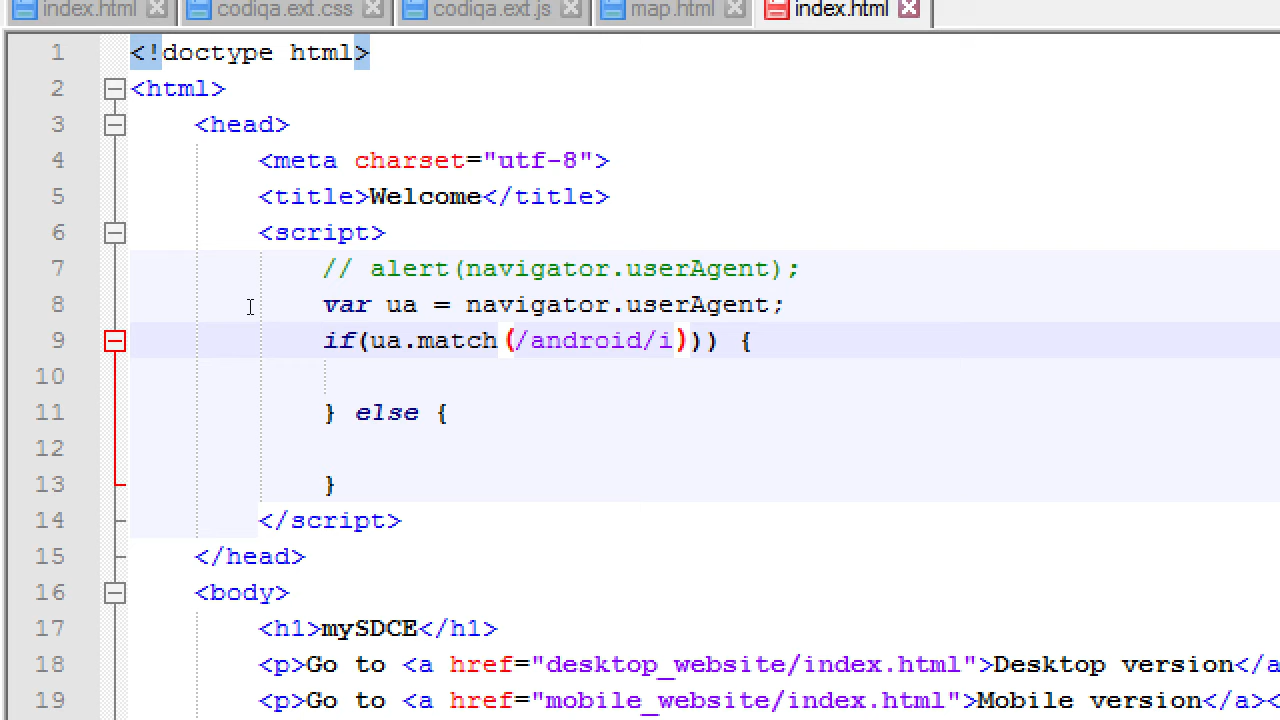 index.html codiqa.ext.css codiqa.ext.js map.html index.html
1 <!doctype html>
2 <html>
3 <head>
4 <meta charset="utf-8">
5 <title>Welcome</title>
6 <script>
7 // alert(navigator.userAgent);
8 var ua = navigator.userAgent;
9 if(ua.match(/android/i))) {
10
11 } else {
12
13 }
14 </script>
15 </head>
16 <body>
17 <h1>mySDCE</h1>
18 <p>Go to <a href="desktop_website/index.html">Desktop version</a
19 <p>Go to <a href="mobile_website/index.html">Mobile version</a><